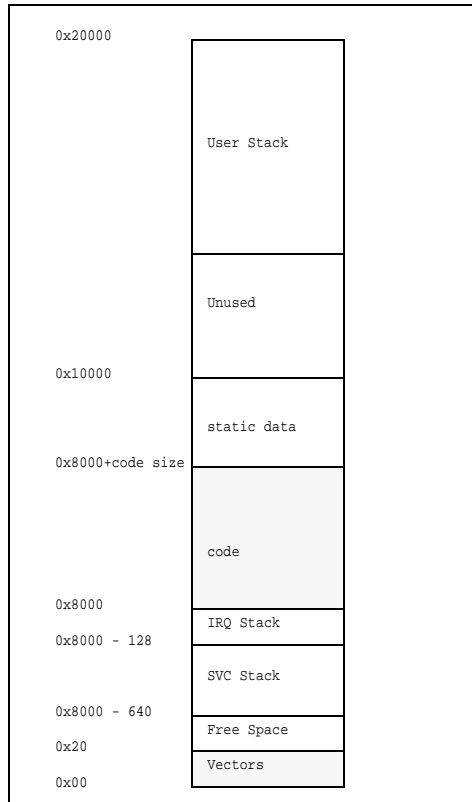 0x20000
User Stack
Unused
0x10000
static data
0x8000+code size
code
0x8000
IRQ Stack
0x8000 - 128
SVC Stack
0x8000 - 640
Free Space
0x20
Vectors
0x00